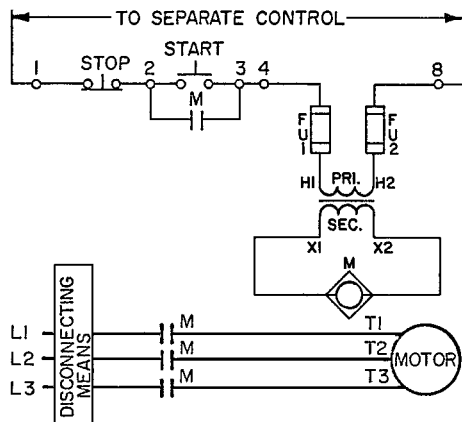 TO SEPARATE CONTROL
START
STOP
1 2 3 4 8
M
FU1 FU2
H1 PRI. H2
SEC.
X1 X2
M
DISCONNECTING MEANS
L1 M T1
L2 M T2
L3 M T3
MOTOR